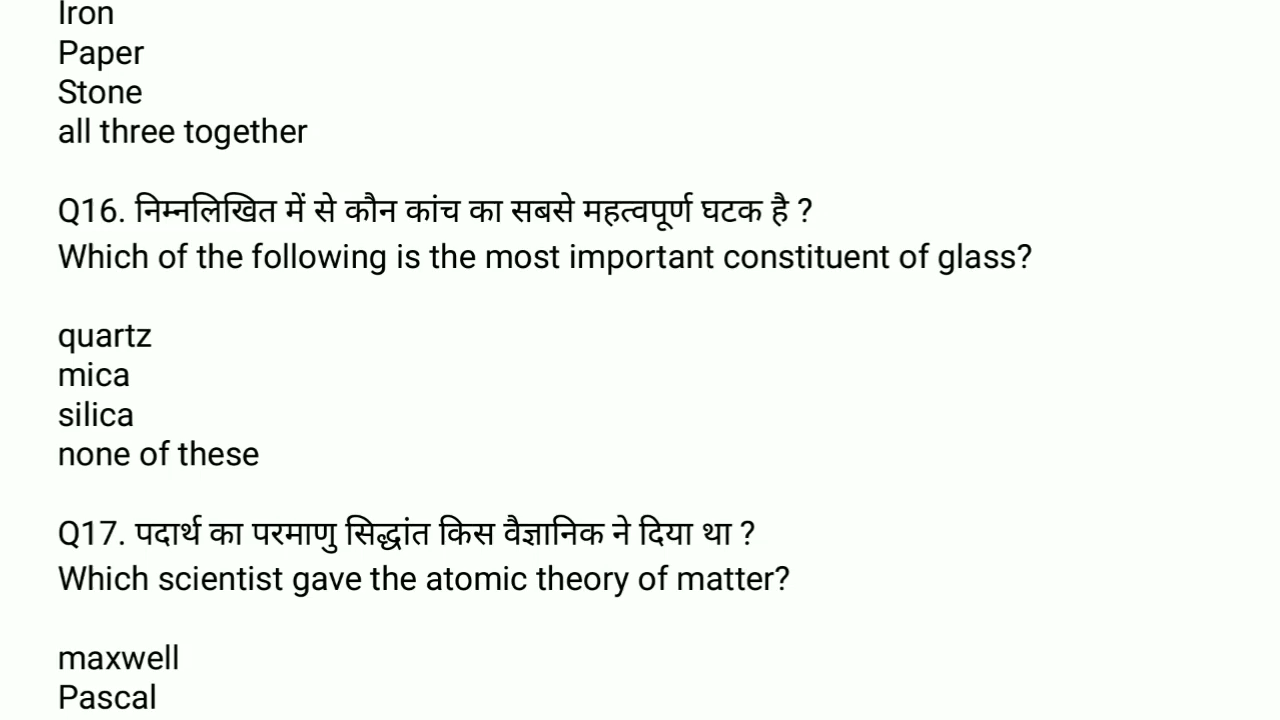 Iron
Paper
Stone
all three together
Q16. निम्नलिखित में से कौन कांच का सबसे महत्वपूर्ण घटक है ?
Which of the following is the most important constituent of glass?
quartz
mica
silica
none of these
Q17. पदार्थ का परमाणु सिद्धांत किस वैज्ञानिक ने दिया था ?
Which scientist gave the atomic theory of matter?
maxwell
Pascal